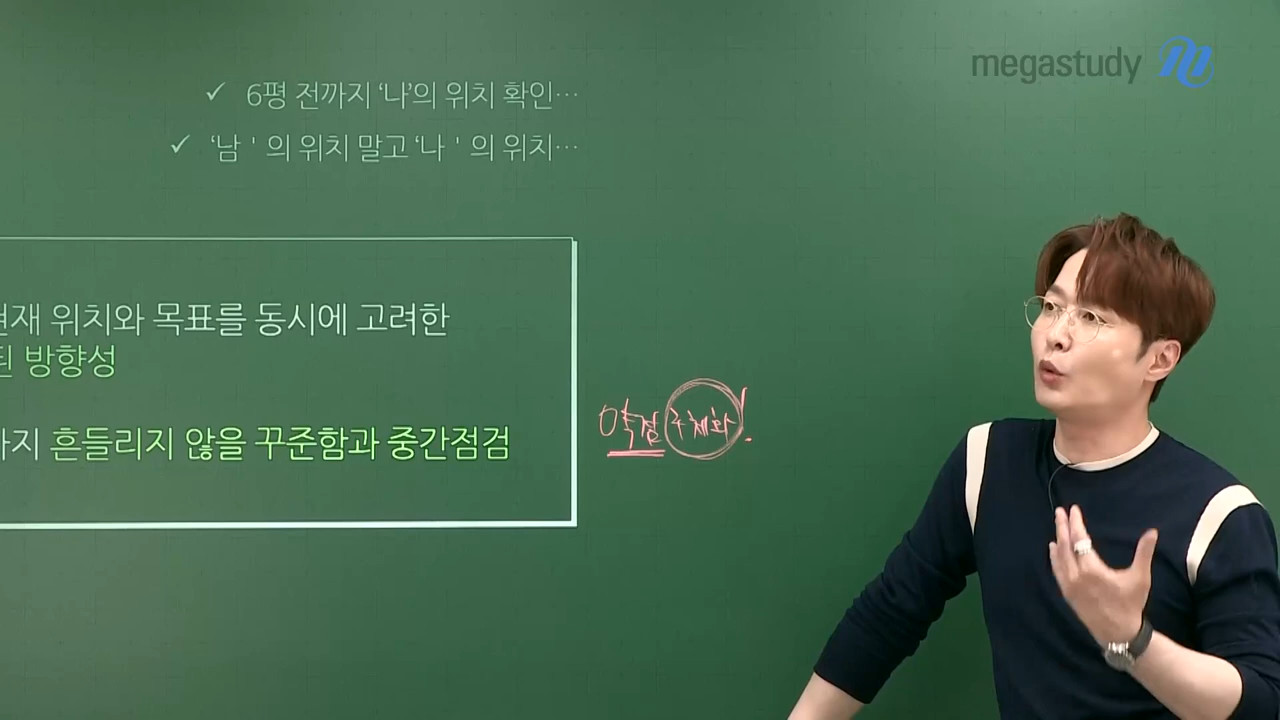 megastudy
✓ 6평 전까지 ‘나’의 위치 확인…
✓ ‘남 ' 의 위치 말고 ‘나 ' 의 위치…
현재 위치와 목표를 동시에 고려한
된 방향성
까지 흔들리지 않을 꾸준함과 중간점검
약점 구체화!